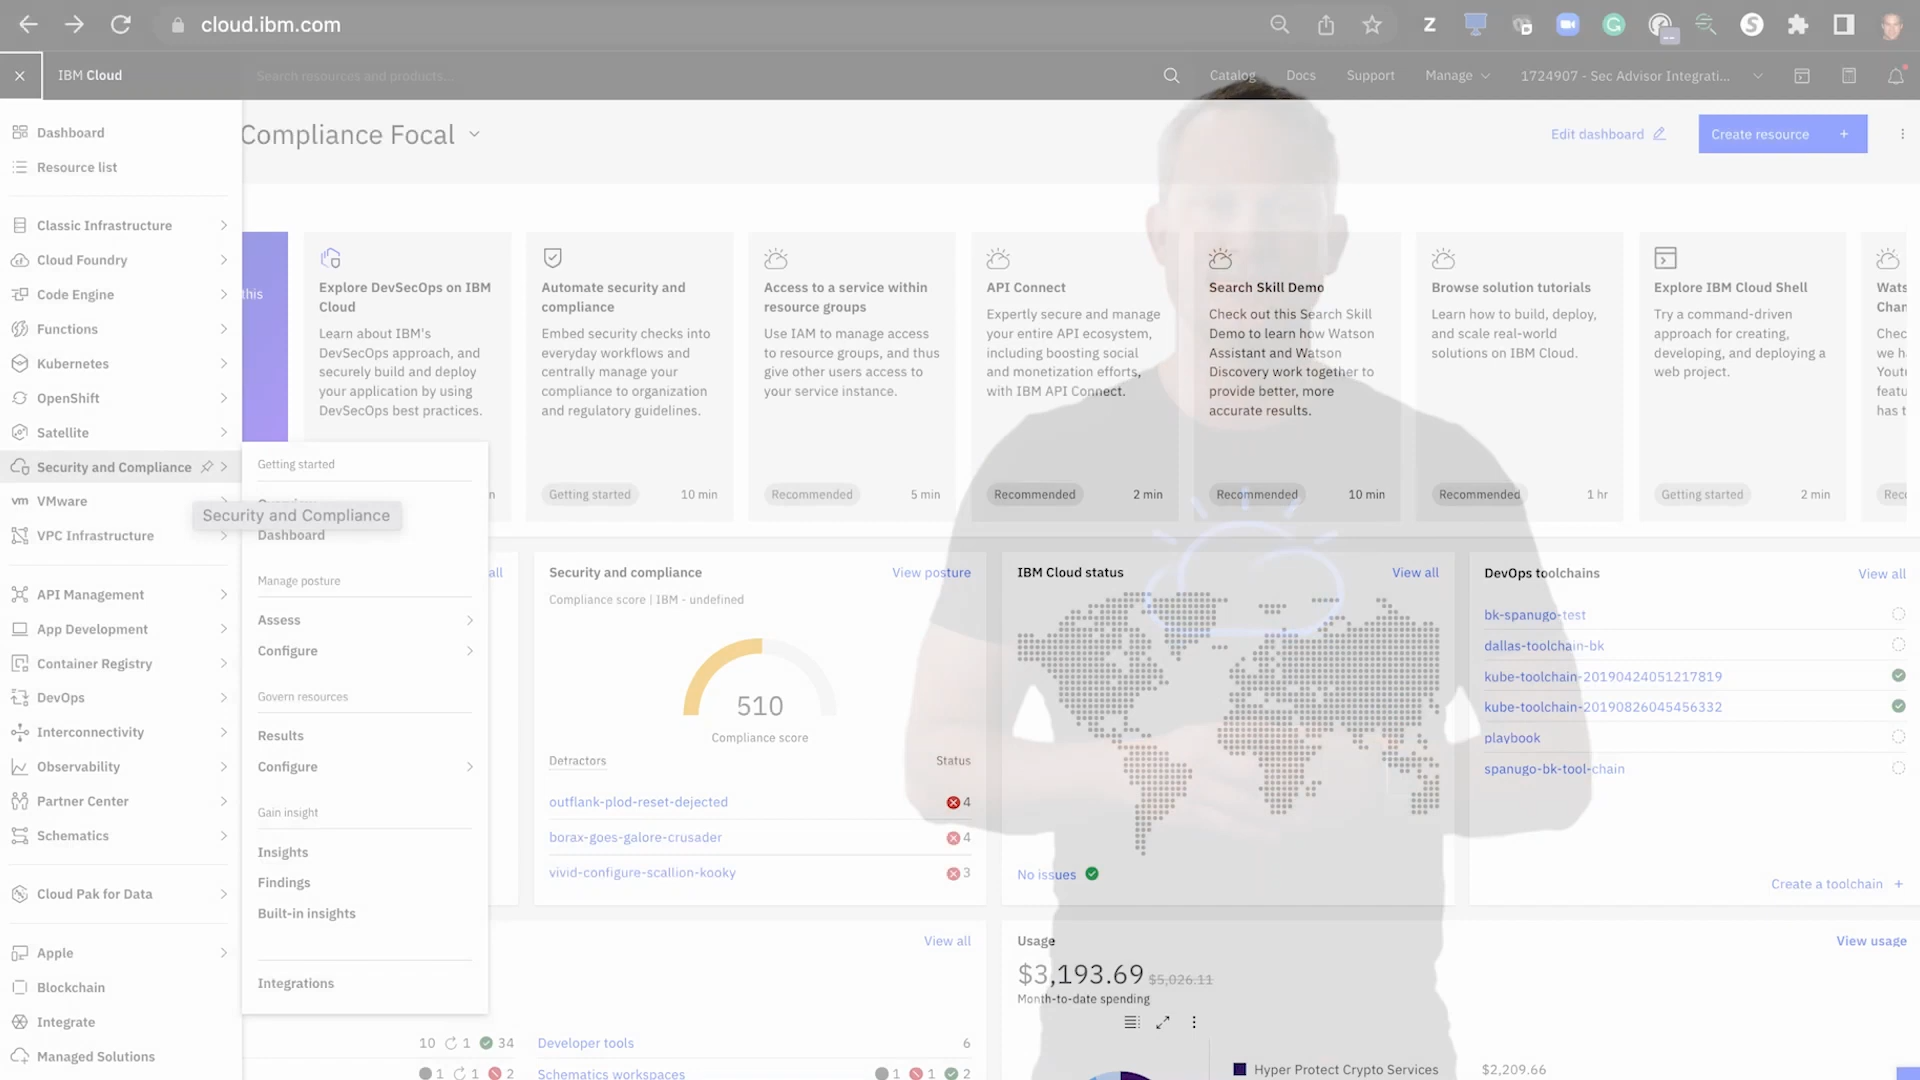 cloud.ibm.com
Z
G
S
IBM Cloud
Search resources and products...
Catalog
Docs
Support
Manage
1724907 - Sec Advisor Integrati...
Dashboard
Resource list
Classic Infrastructure
Cloud Foundry
Code Engine
Functions
Kubernetes
OpenShift
Satellite
Security and Compliance
vm VMware
VPC Infrastructure
API Management
App Development
Container Registry
DevOps
Interconnectivity
Observability
Partner Center
Schematics
Cloud Pak for Data
Apple
Blockchain
Integrate
Managed Solutions
Getting started
Security and Compliance
Dashboard
Manage posture
Assess
Configure
Govern resources
Results
Configure
Gain insight
Insights
Findings
Built-in insights
Integrations
Compliance Focal
Edit dashboard
Create resource +
this
Explore DevSecOps on IBM
Cloud
Learn about IBM's
DevSecOps approach, and
securely build and deploy
your application by using
DevSecOps best practices.
Automate security and
compliance
Embed security checks into
everyday workflows and
centrally manage your
compliance to organization
and regulatory guidelines.
Getting started
10 min
Access to a service within
resource groups
Use IAM to manage access
to resource groups, and thus
give other users access to
your service instance.
Recommended
5 min
API Connect
Expertly secure and manage
your entire API ecosystem,
including boosting social
and monetization efforts,
with IBM API Connect.
Recommended
2 min
Search Skill Demo
Check out this Search Skill
Demo to learn how Watson
Assistant and Watson
Discovery work together to
provide better, more
accurate results.
Recommended
10 min
Browse solution tutorials
Learn how to build, deploy,
and scale real-world
solutions on IBM Cloud.
Recommended
1 hr
Explore IBM Cloud Shell
Try a command-driven
approach for creating,
developing, and deploying a
web project.
Getting started
2 min
Wats
Chan
Chec
we ha
Youtu
featu
has t
Reco
all
Security and compliance
View posture
Compliance score | IBM - undefined
510
Compliance score
Detractors
Status
outflank-plod-reset-dejected
4
borax-goes-galore-crusader
4
vivid-configure-scallion-kooky
3
IBM Cloud status
View all
No issues
DevOps toolchains
View all
bk-spanugo-test
dallas-toolchain-bk
kube-toolchain-20190424051217819
kube-toolchain-20190826045456332
playbook
spanugo-bk-tool-chain
Create a toolchain +
View all
10 1 34
1 1 2
Developer tools
6
Schematics workspaces
1 1 2
Usage
View usage
$3,193.69 $5,026.11
Month-to-date spending
Hyper Protect Crypto Services
$2,209.66